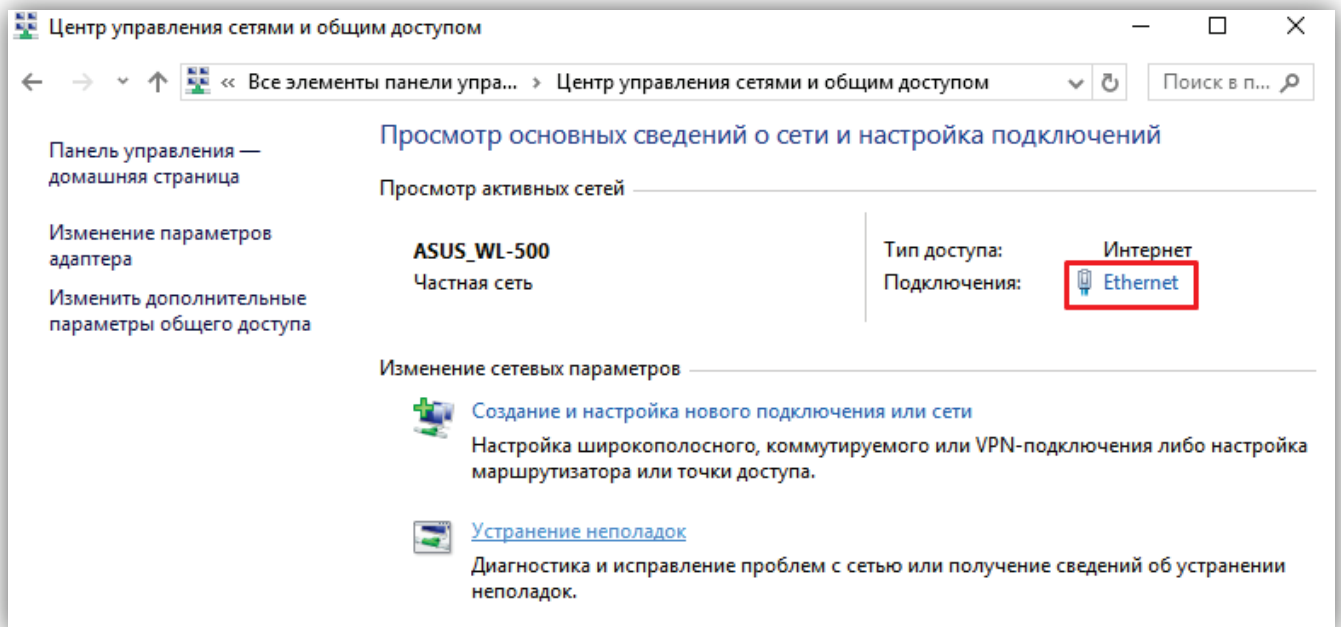 Центр управления сетями и общим доступом
« Все элементы панели упра... › Центр управления сетями и общим доступом
Поиск в п...
Панель управления —
домашняя страница
Изменение параметров
адаптера
Изменить дополнительные
параметры общего доступа
Просмотр основных сведений о сети и настройка подключений
Просмотр активных сетей
ASUS_WL-500
Частная сеть
Тип доступа: Интернет
Подключения: Ethernet
Изменение сетевых параметров
Создание и настройка нового подключения или сети
Настройка широкополосного, коммутируемого или VPN-подключения либо настройка
маршрутизатора или точки доступа.
Устранение неполадок
Диагностика и исправление проблем с сетью или получение сведений об устранении
неполадок.